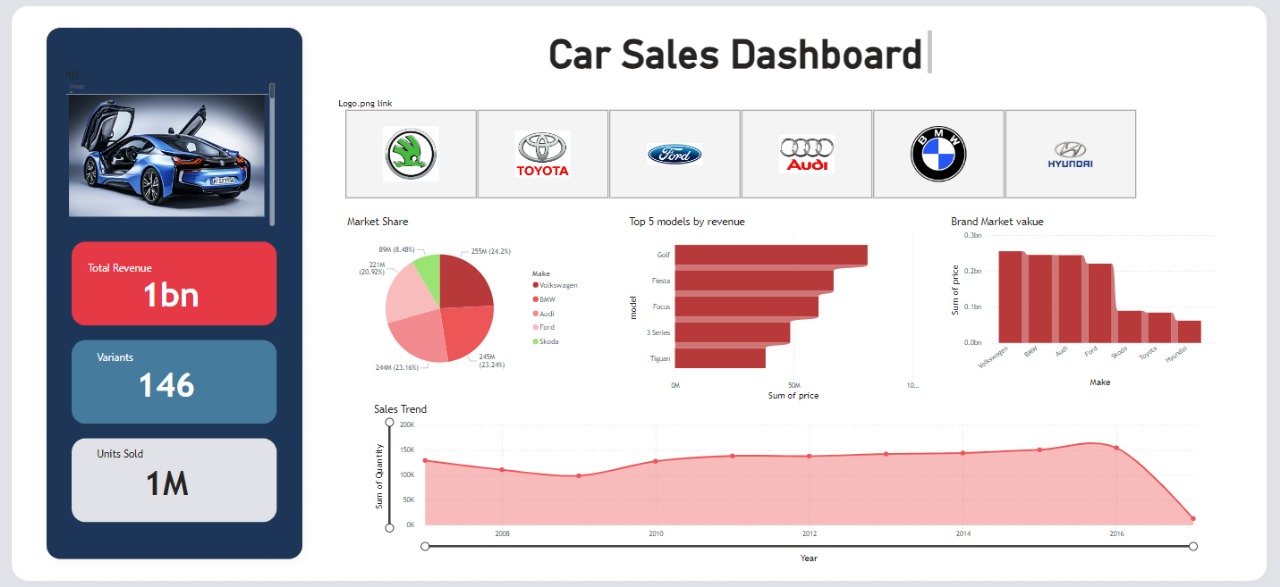 Car Sales Dashboard
hjj
Image
Logo.png link
TOYOTA
Ford
Audi
BMW
HYUNDAI
Total Revenue
1bn
Variants
146
Units Sold
1M
Market Share
89M (8.48%)
255M (24.2%)
221M
(20.92%)
244M (23.16%)
245M
(23.24%)
Make
Volkswagen
BMW
Audi
Ford
Skoda
Top 5 models by revenue
model
Golf
Fiesta
Focus
3 Series
Tiguan
0M
50M
10...
Sum of price
Brand Market vakue
Sum of price
0.3bn
0.2bn
0.1bn
0.0bn
Volkswagen
BMW
Audi
Ford
Skoda
Toyota
Hyundai
Make
Sales Trend
Sum of Quantity
200K
150K
100K
50K
0K
2008
2010
2012
2014
2016
Year